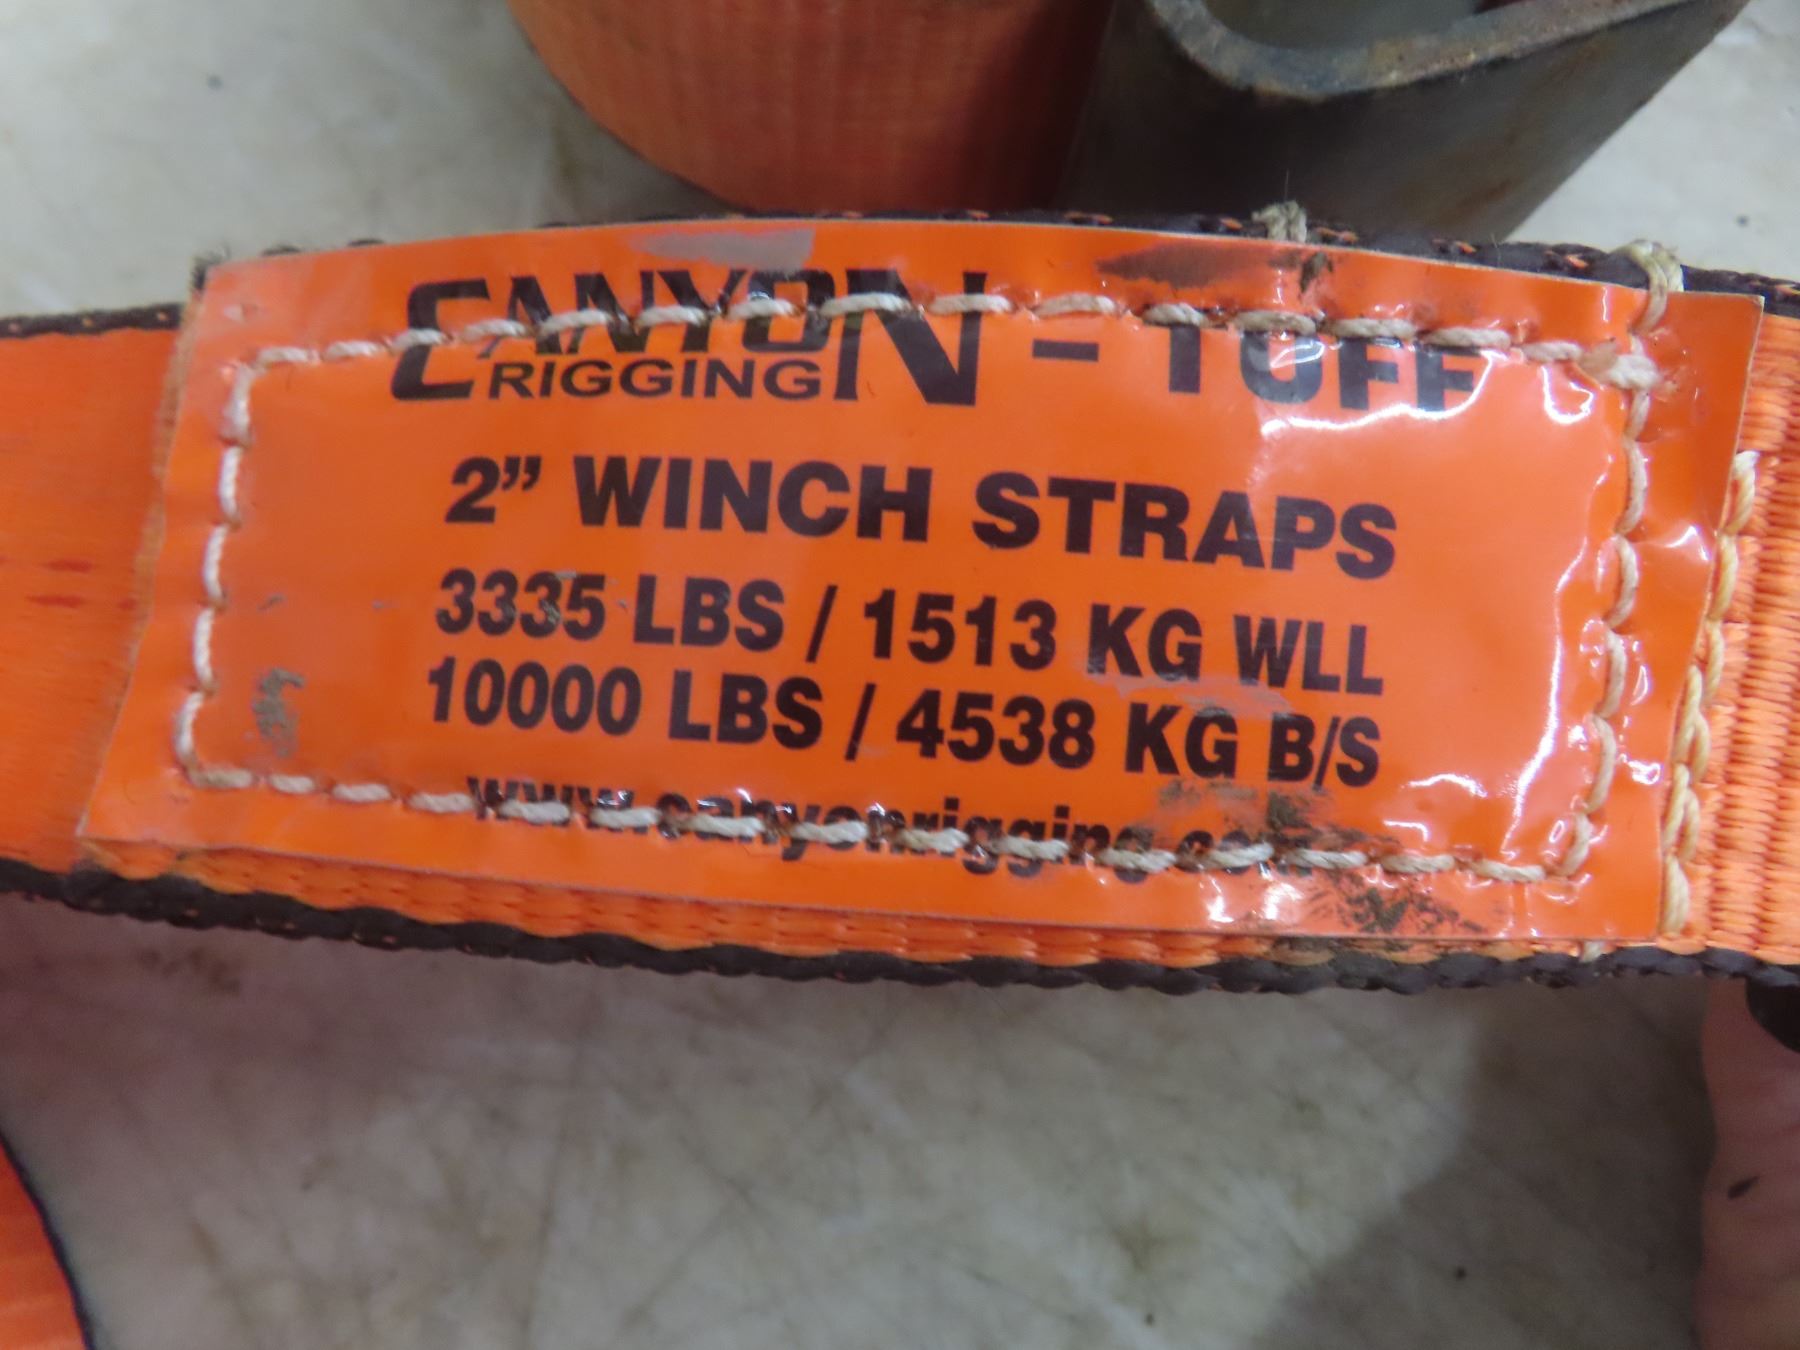 CANYON RIGGING - TUFF
2” WINCH STRAPS
3335 LBS / 1513 KG WLL
10000 LBS / 4538 KG B/S
www.canyonrigging.com